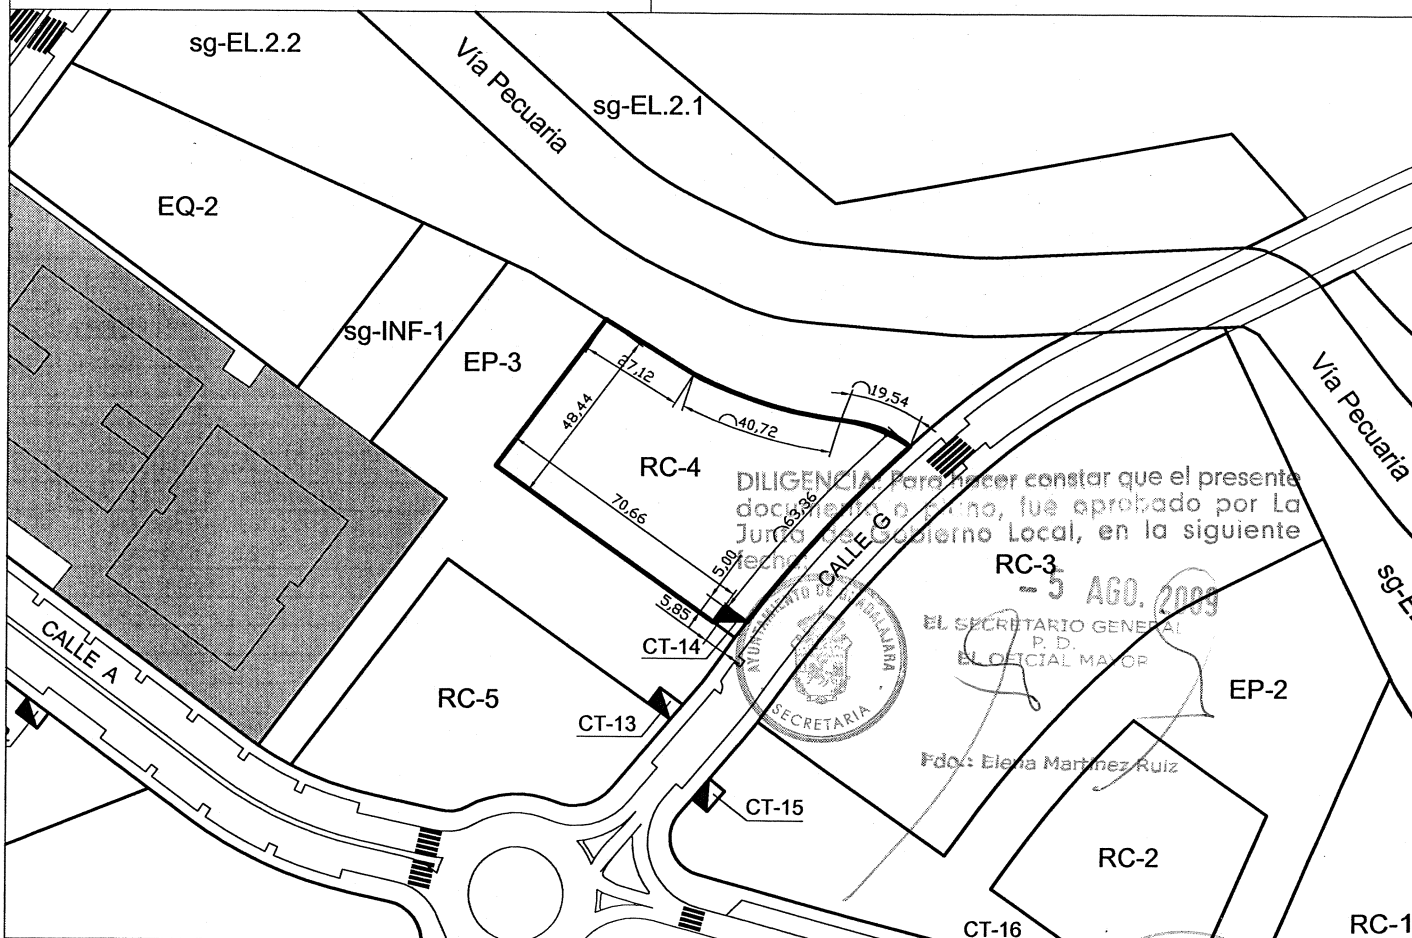 sg-EL.2.2
Vía Pecuaria
sg-EL.2.1
EQ-2
sg-INF-1
EP-3
27,12
48,44
40,72
19,54
RC-4
70,66
63,36
5,00
5,85
CALLE G
DILIGENCIA: Para hacer constar que el presente
documento o plano, fue aprobado por La
Junta de Gobierno Local, en la siguiente
fecha:
RC-3
- 5 AGO. 2009
EL SECRETARIO GENERAL
P. D.
EL OFICIAL MAYOR
AYUNTAMIENTO DE GUADALAJARA
SECRETARIA
Fdo.: Elena Martínez Ruiz
Vía Pecuaria
CT-14
CALLE A
RC-5
CT-13
CT-15
EP-2
RC-2
CT-16
RC-1